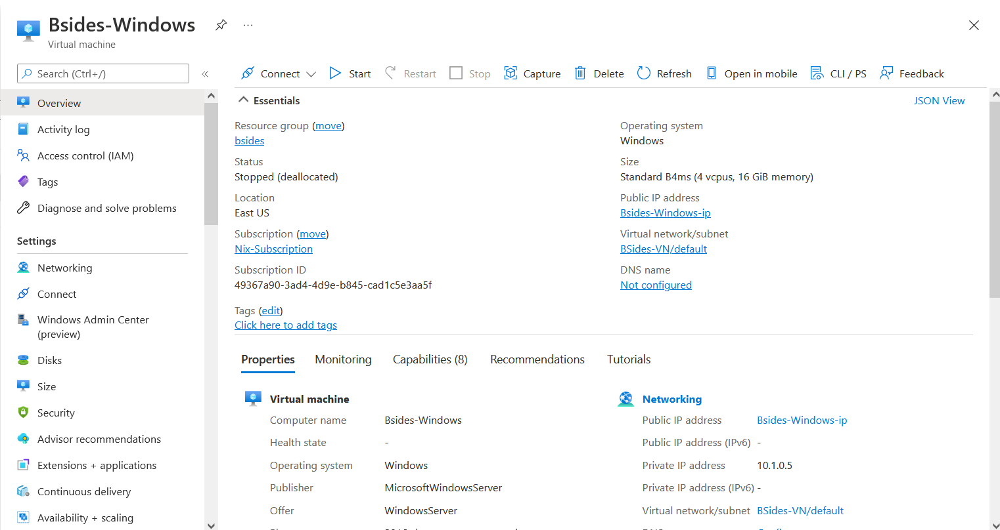 Bsides-Windows
Virtual machine
Search (Ctrl+/)
«
Connect
Start
Restart
Stop
Capture
Delete
Refresh
Open in mobile
CLI / PS
Feedback
Overview
Activity log
Access control (IAM)
Tags
Diagnose and solve problems
Settings
Networking
Connect
Windows Admin Center
(preview)
Disks
Size
Security
Advisor recommendations
Extensions + applications
Continuous delivery
Availability + scaling
Essentials
JSON View
Resource group (move)
bsides
Status
Stopped (deallocated)
Location
East US
Subscription (move)
Nix-Subscription
Subscription ID
49367a90-3ad4-4d9e-b845-cad1c5e3aa5f
Tags (edit)
Click here to add tags
Operating system
Windows
Size
Standard B4ms (4 vcpus, 16 GiB memory)
Public IP address
Bsides-Windows-ip
Virtual network/subnet
BSides-VN/default
DNS name
Not configured
Properties
Monitoring
Capabilities (8)
Recommendations
Tutorials
Virtual machine
Computer name Bsides-Windows
Health state -
Operating system Windows
Publisher MicrosoftWindowsServer
Offer WindowsServer
Networking
Public IP address Bsides-Windows-ip
Public IP address (IPv6) -
Private IP address 10.1.0.5
Private IP address (IPv6) -
Virtual network/subnet BSides-VN/default